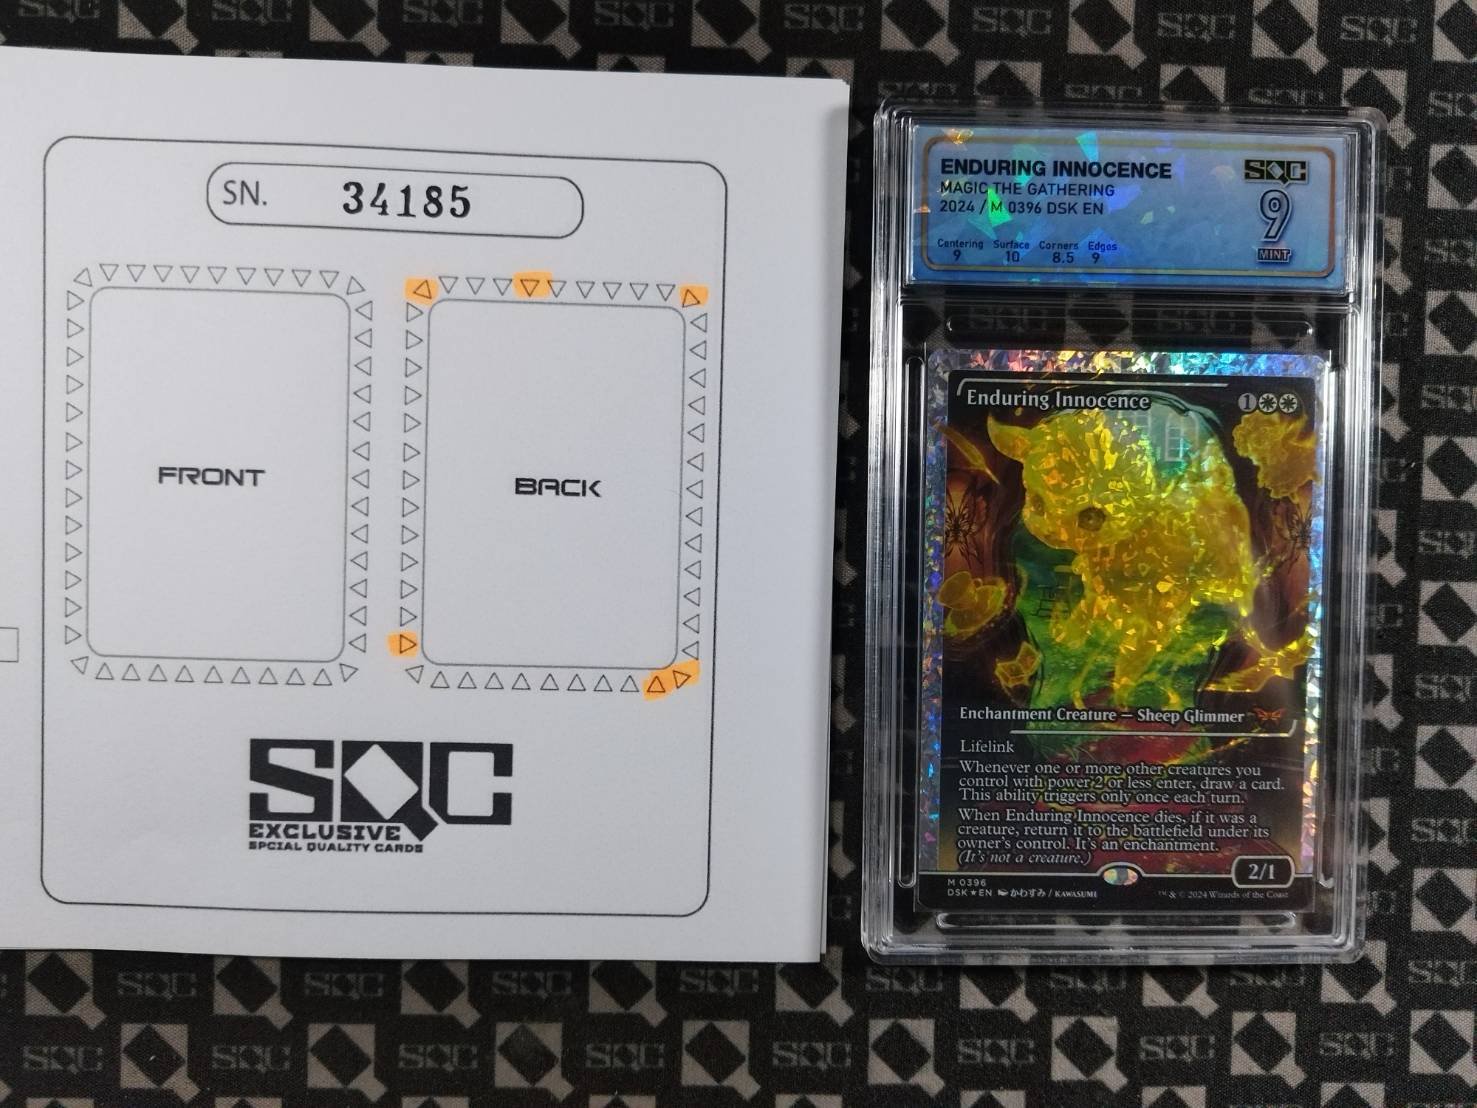 SN. 34185
FRONT
BACK
SQC
EXCLUSIVE
SPCIAL QUALITY CARDS
ENDURING INNOCENCE
MAGIC THE GATHERING
2024 / M 0396 DSK EN
SQC
9
MINT
Centering Surface Corners Edges
9 10 8.5 9
Enduring Innocence 1
Enchantment Creature — Sheep Glimmer
Lifelink
Whenever one or more other creatures you
control with power 2 or less enter, draw a card.
This ability triggers only once each turn.
When Enduring Innocence dies, if it was a
creature, return it to the battlefield under its
owner's control. It's an enchantment.
(It's not a creature.)
2/1
M 0396
DSK ★ EN かわすみ / KAWASUMI
™ & © 2024 Wizards of the Coast